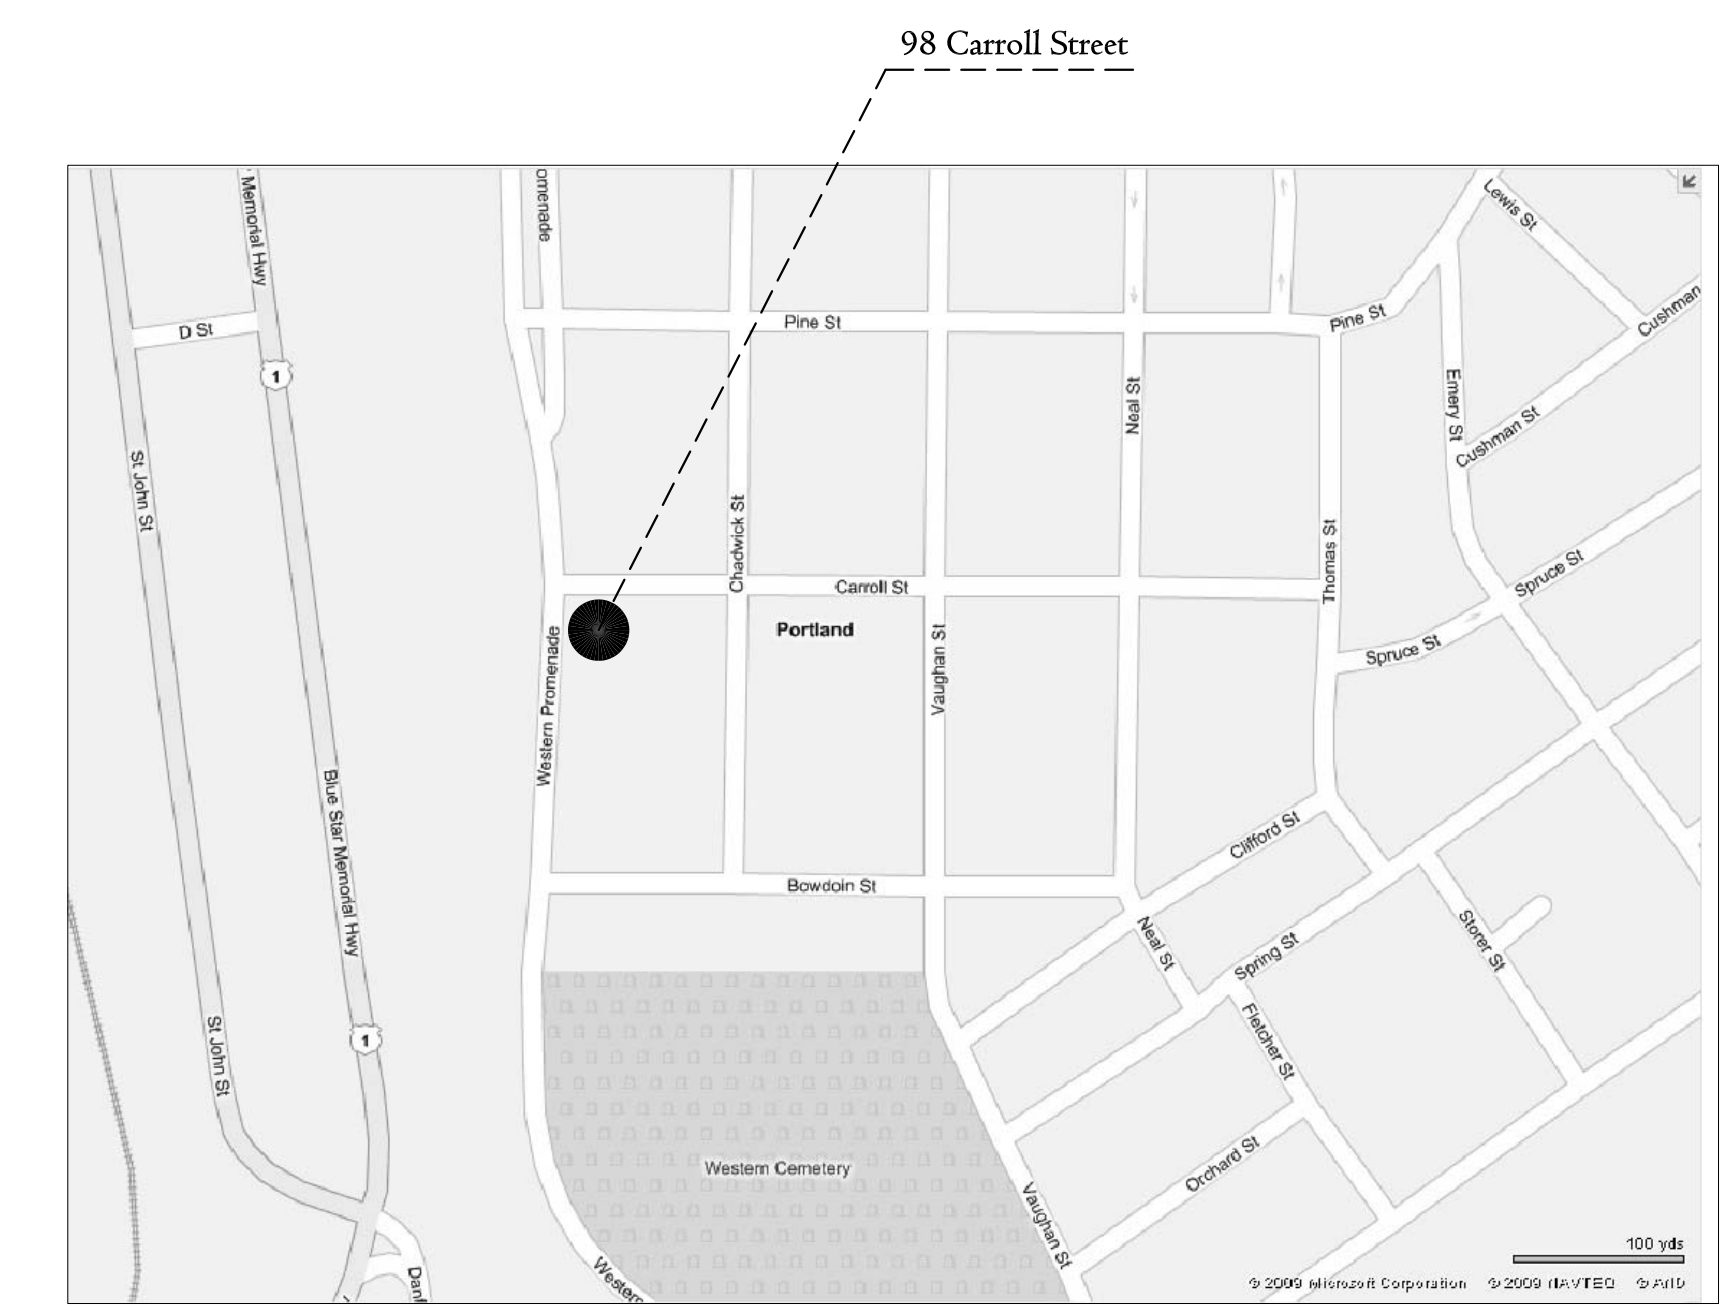 98 Carroll Street
Memorial Hwy
omenade
Lewis St
Cushman
D St
Pine St
Pine St
1
Neal St
Emery St
Cushman St
St John St
Chadwick St
Thomas St
Carroll St
Spruce St
Portland
Vaughan St
Spruce St
Western Promenade
Blue Star Memorial Hwy
Clifford St
Bowdoin St
Neal St
Storer St
Spring St
St John St
1
Fletcher St
Orchard St
Western Cemetery
Vaughan St
Western
Danf
100 yds
© 2009 Microsoft Corporation © 2009 NAVTEQ © AND